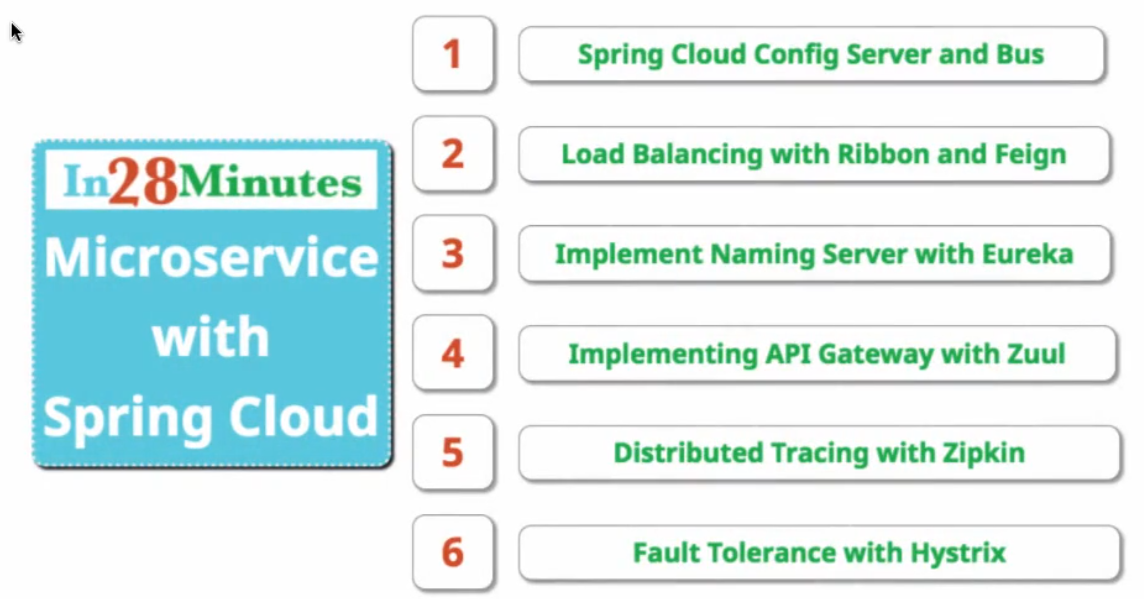 In28Minutes
Microservice
with
Spring Cloud
1 Spring Cloud Config Server and Bus
2 Load Balancing with Ribbon and Feign
3 Implement Naming Server with Eureka
4 Implementing API Gateway with Zuul
5 Distributed Tracing with Zipkin
6 Fault Tolerance with Hystrix